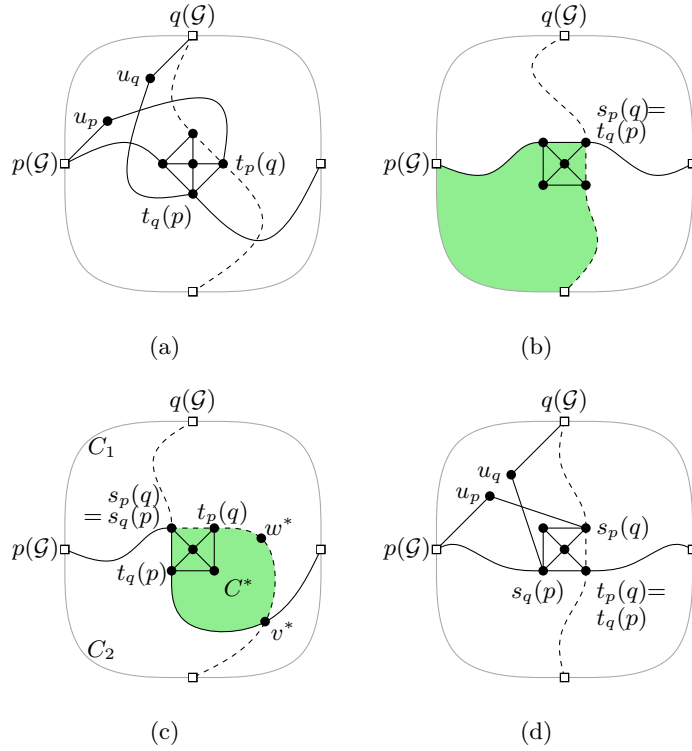 q(𝒢)
u_q
u_p
p(𝒢)
t_p(q)
t_q(p)
(a)
q(𝒢)
s_p(q)=
t_q(p)
p(𝒢)
(b)
q(𝒢)
C_1
s_p(q)
= s_q(p)
t_p(q)
w*
p(𝒢)
t_q(p)
C*
v*
C_2
(c)
q(𝒢)
u_q
u_p
s_p(q)
p(𝒢)
s_q(p)
t_p(q)=
t_q(p)
(d)